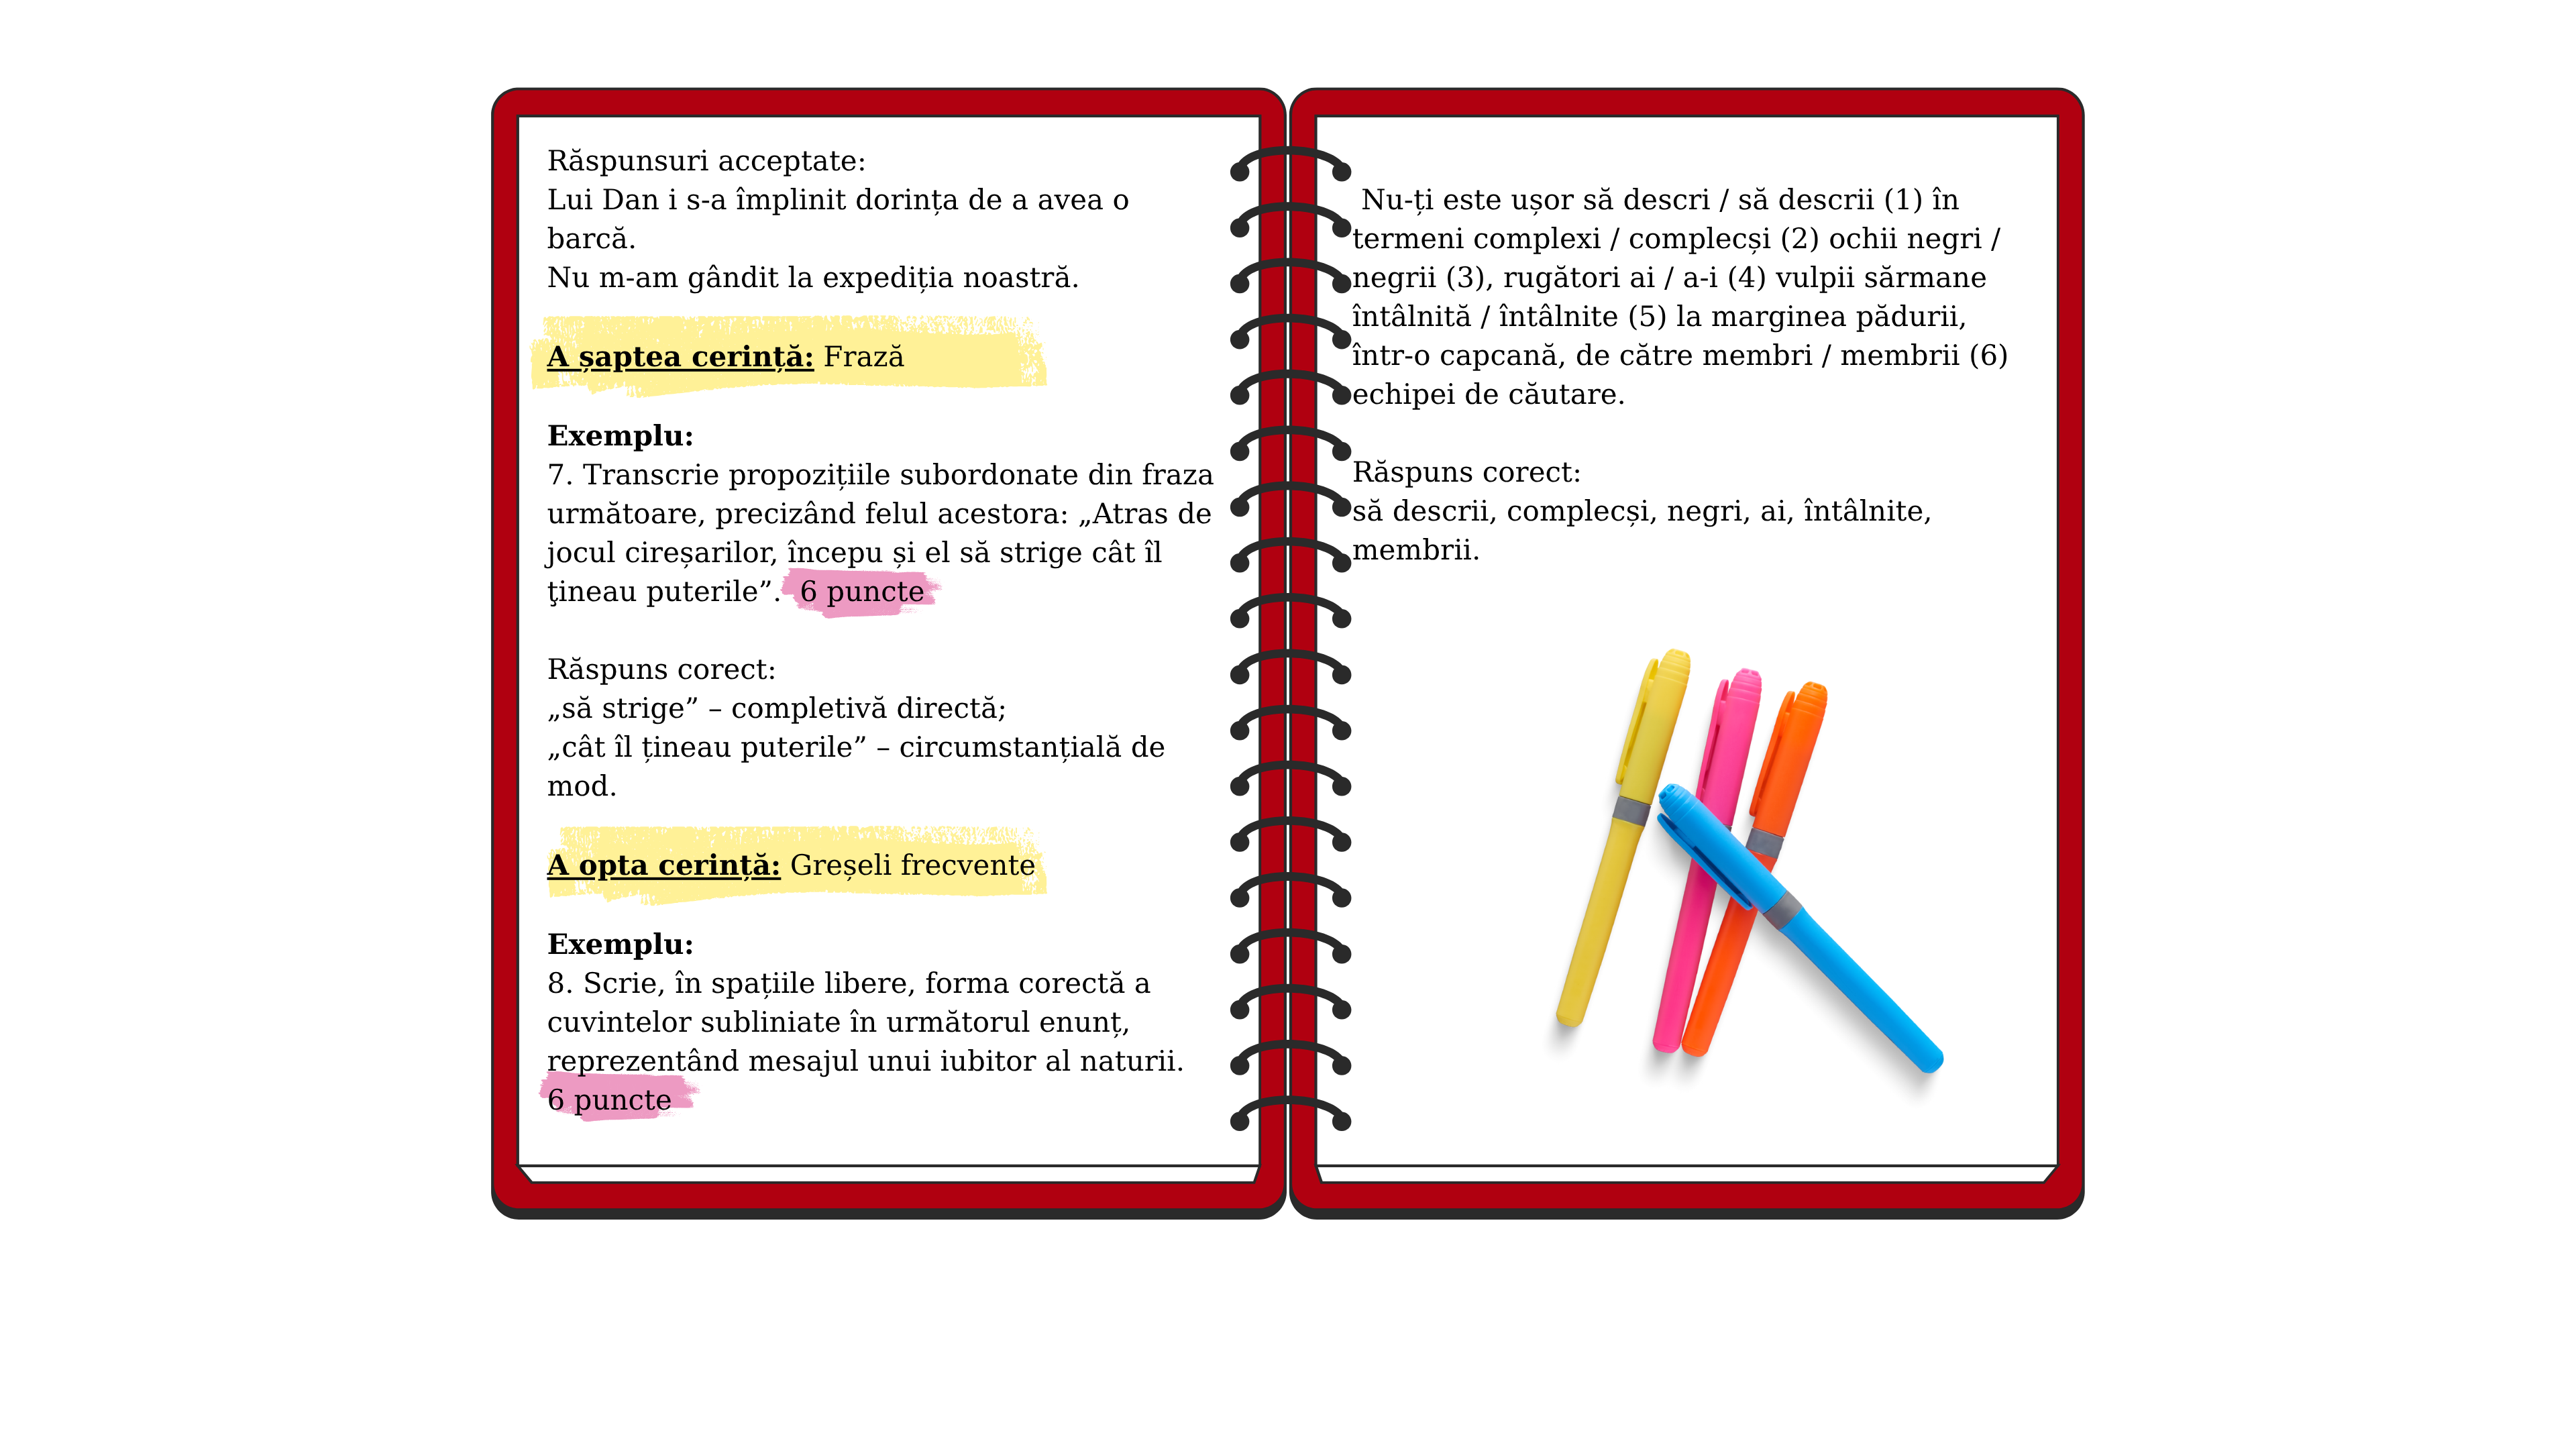 Răspunsuri acceptate:
Lui Dan i s-a împlinit dorința de a avea o
barcă.
Nu m-am gândit la expediția noastră.
A șaptea cerință: Frază
Exemplu:
7. Transcrie propozițiile subordonate din fraza
următoare, precizând felul acestora: „Atras de
jocul cireșarilor, începu și el să strige cât îl
ţineau puterile”. 6 puncte
Răspuns corect:
„să strige” – completivă directă;
„cât îl țineau puterile” – circumstanțială de
mod.
A opta cerință: Greșeli frecvente
Exemplu:
8. Scrie, în spațiile libere, forma corectă a
cuvintelor subliniate în următorul enunț,
reprezentând mesajul unui iubitor al naturii.
6 puncte
Nu-ți este ușor să descri / să descrii (1) în
termeni complexi / complecși (2) ochii negri /
negrii (3), rugători ai / a-i (4) vulpii sărmane
întâlnită / întâlnite (5) la marginea pădurii,
într-o capcană, de către membri / membrii (6)
echipei de căutare.
Răspuns corect:
să descrii, complecși, negri, ai, întâlnite,
membrii.